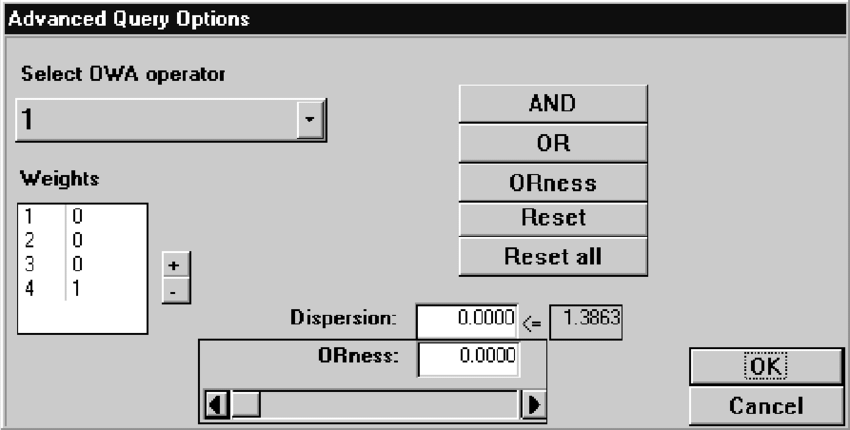 Advanced Query Options
Select OWA operator
1
AND
OR
ORness
Reset
Reset all
Weights
1 0
2 0
3 0
4 1
+
-
Dispersion: 0.0000 <= 1.3863
ORness: 0.0000
OK
Cancel